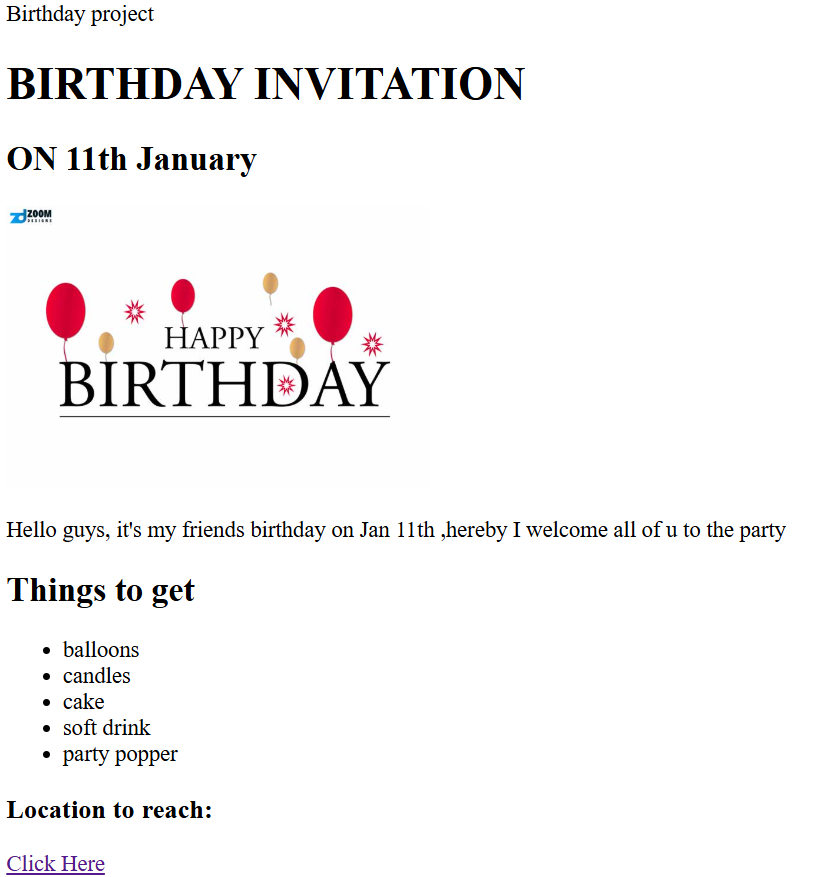 Birthday project
BIRTHDAY INVITATION
ON 11th January
ZOOM
DESIGNS
HAPPY
BIRTHDAY
Hello guys, it's my friends birthday on Jan 11th ,hereby I welcome all of u to the party
Things to get
balloons
candles
cake
soft drink
party popper
Location to reach:
Click Here